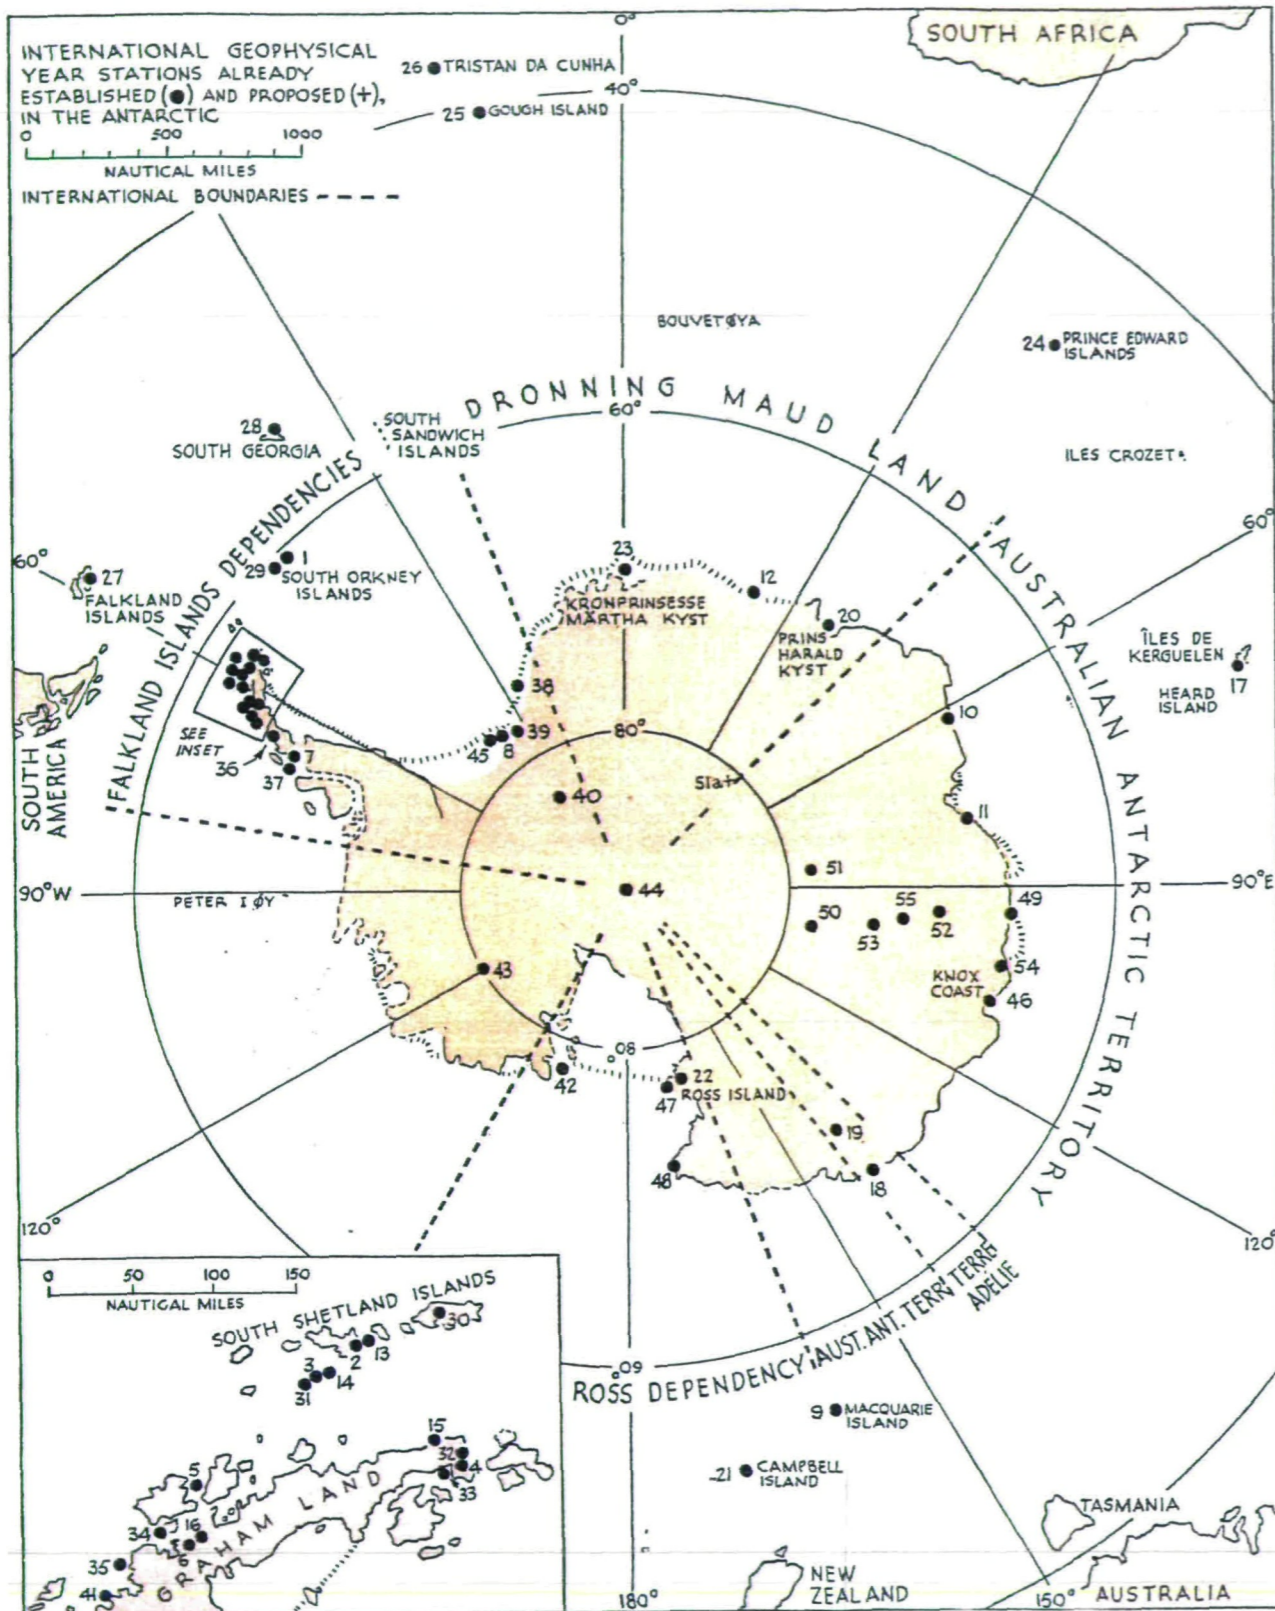 INTERNATIONAL GEOPHYSICAL
YEAR STATIONS ALREADY
ESTABLISHED (●) AND PROPOSED (+),
IN THE ANTARCTIC
0 500 1000
NAUTICAL MILES
INTERNATIONAL BOUNDARIES
0°
SOUTH AFRICA
26 TRISTAN DA CUNHA
40°
25 GOUGH ISLAND
BOUVETØYA
24 PRINCE EDWARD
ISLANDS
DRONNING MAUD LAND
60°
SOUTH
SANDWICH
ISLANDS
28
SOUTH GEORGIA
ILES CROZET
60°
FALKLAND ISLANDS DEPENDENCIES
AUSTRALIAN ANTARCTIC TERRITORY
60°
27
FALKLAND
ISLANDS
1
29 SOUTH ORKNEY
ISLANDS
23
12
20
KRONPRINSESSE
MÄRTHA KYST
PRINS
HARALD
KYST
ÎLES DE
KERGUELEN
17
HEARD
ISLAND
10
38
39
8
45
80°
SEE
INSET
36
7
37
SOUTH
AMERICA
40
11
51
44
90°W
PETER I ØY
90°E
50
53
55
52
49
54
46
KNOX
COAST
43
80°
42
22
ROSS ISLAND
47
48
19
18
120°
120°
TERRE
ADÉLIE
AUST. ANT. TERR.
ROSS DEPENDENCY
60°
9 MACQUARIE
ISLAND
21 CAMPBELL
ISLAND
TASMANIA
NEW
ZEALAND
180°
150°
AUSTRALIA
0 50 100 150
NAUTICAL MILES
SOUTH SHETLAND ISLANDS
30
2
13
3
14
31
15
32
4
33
5
34
16
6
35
41
GRAHAM LAND